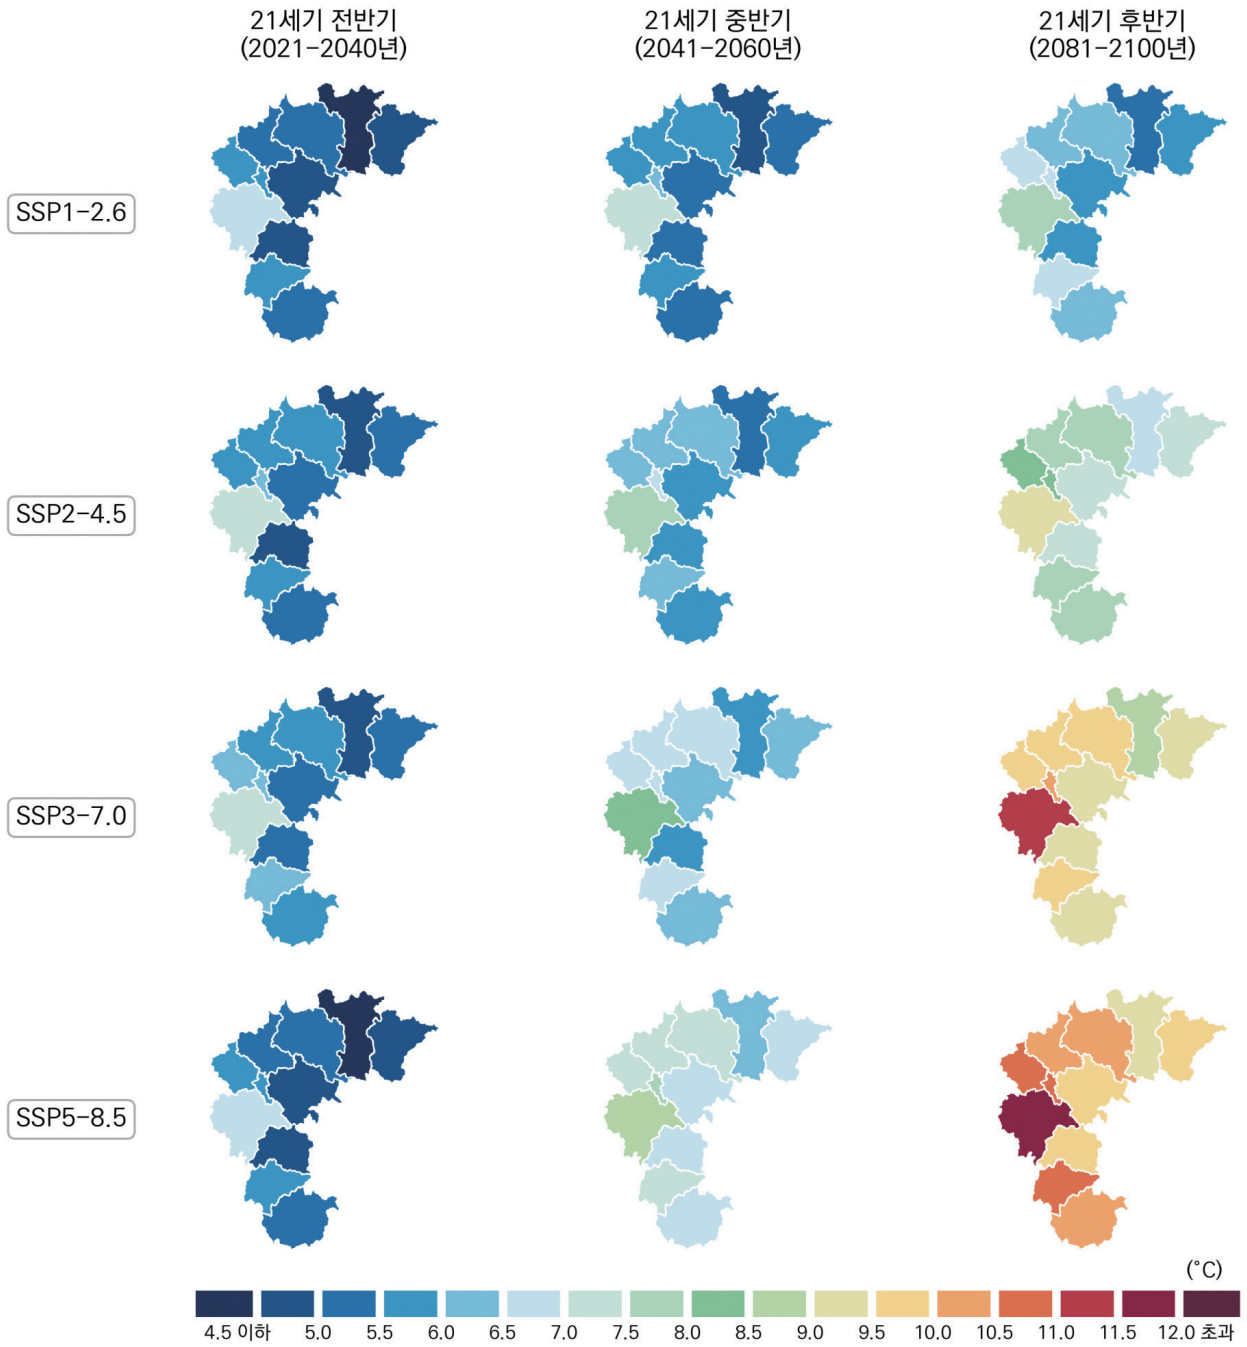 21세기 전반기
(2021-2040년)
21세기 중반기
(2041-2060년)
21세기 후반기
(2081-2100년)
SSP1-2.6
SSP2-4.5
SSP3-7.0
SSP5-8.5
(°C)
4.5 이하 5.0 5.5 6.0 6.5 7.0 7.5 8.0 8.5 9.0 9.5 10.0 10.5 11.0 11.5 12.0 초과